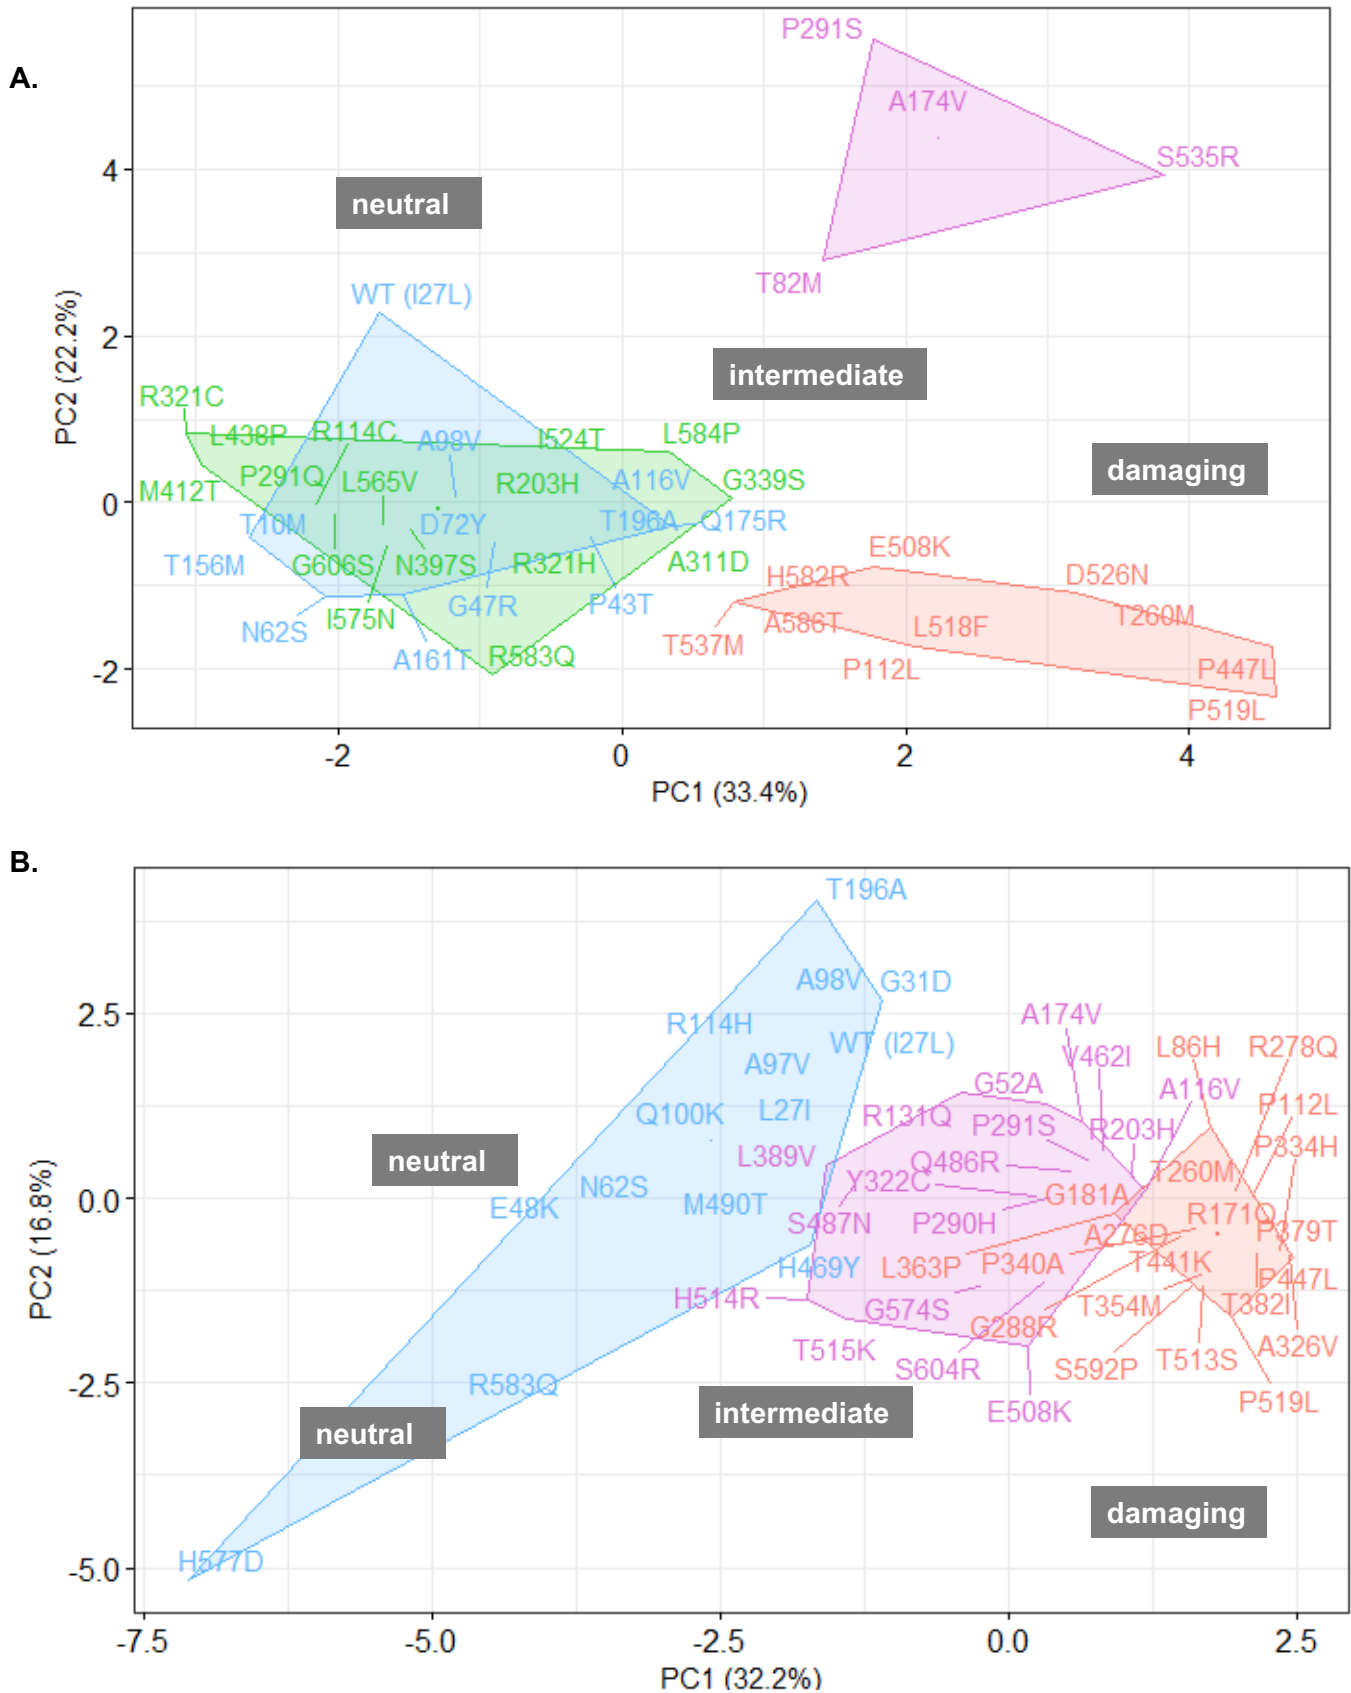 A.
P291S
A174V
S535R
4
neutral
T82M
WT (I27L)
PC2 (22.2%)
2
intermediate
R321C
L438P
R114C
A98V
I524T
L584P
damaging
P291Q
L565V
R203H
A116V
G339S
M412T
0
T10M
D72Y
T196A
Q175R
T156M
G606S
N397S
R321H
A311D
E508K
H582R
D526N
I575N
G47R
P43T
N62S
A586T
L518F
T260M
T537M
A161T
R583Q
P112L
P447L
-2
P519L
-2
0
2
4
PC1 (33.4%)
B.
T196A
A98V
G31D
2.5
R114H
WT (I27L)
A174V
V462I
L86H
R278Q
A97V
G52A
A116V
Q100K
L27I
R131Q
P291S
R203H
P112L
P334H
neutral
L389V
Q486R
T260M
PC2 (16.8%)
0.0
E48K
N62S
M490T
Y322C
G181A
S487N
P290H
A276D
R171Q
P379T
H469Y
L363P
P340A
T441K
P447L
H514R
G574S
G288R
T354M
T382I
T515K
S604R
S592P
T513S
A326V
-2.5
R583Q
intermediate
E508K
P519L
neutral
damaging
-5.0
H577D
-7.5
-5.0
-2.5
0.0
2.5
PC1 (32.2%)